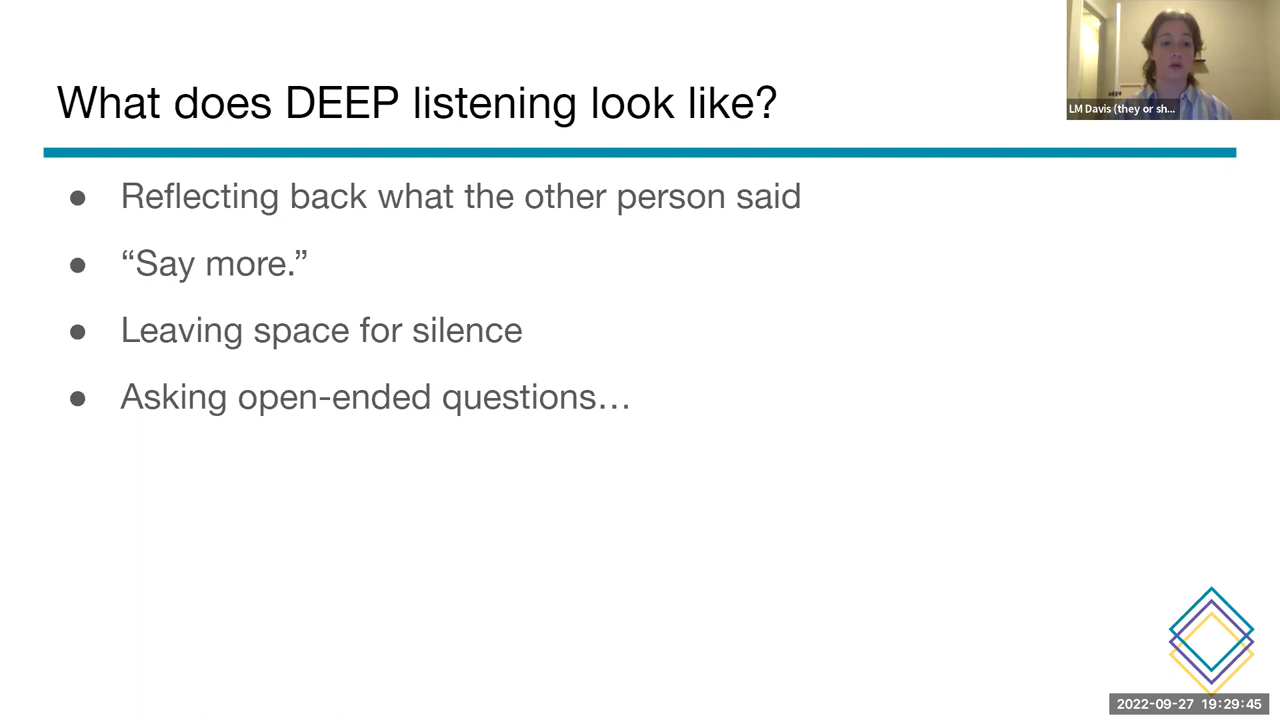 What does DEEP listening look like?
LM Davis (they or sh...
● Reflecting back what the other person said
● “Say more.”
● Leaving space for silence
● Asking open-ended questions…
2022-09-27 19:29:45